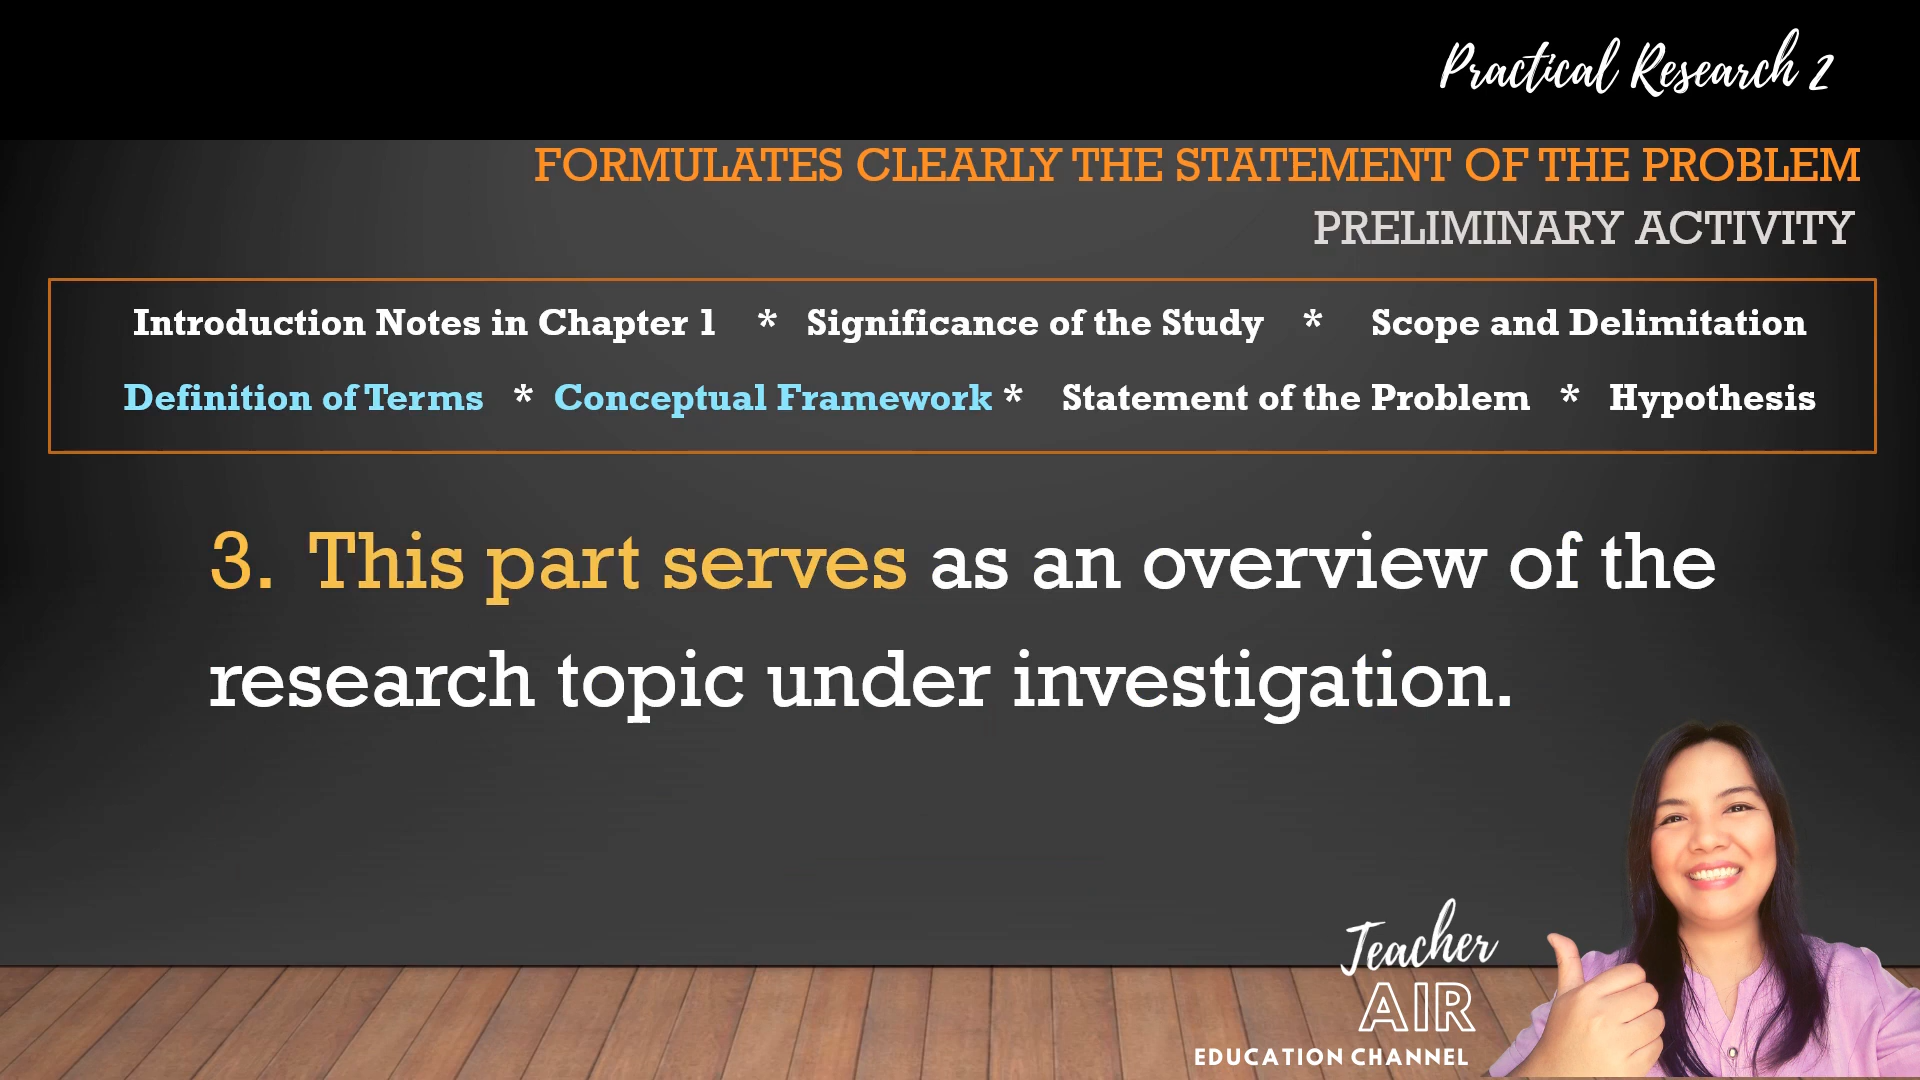 Practical Research 2
FORMULATES CLEARLY THE STATEMENT OF THE PROBLEM
PRELIMINARY ACTIVITY
Introduction Notes in Chapter 1 * Significance of the Study * Scope and Delimitation
Definition of Terms * Conceptual Framework * Statement of the Problem * Hypothesis
3. This part serves as an overview of the
research topic under investigation.
Teacher
AIR
EDUCATION CHANNEL